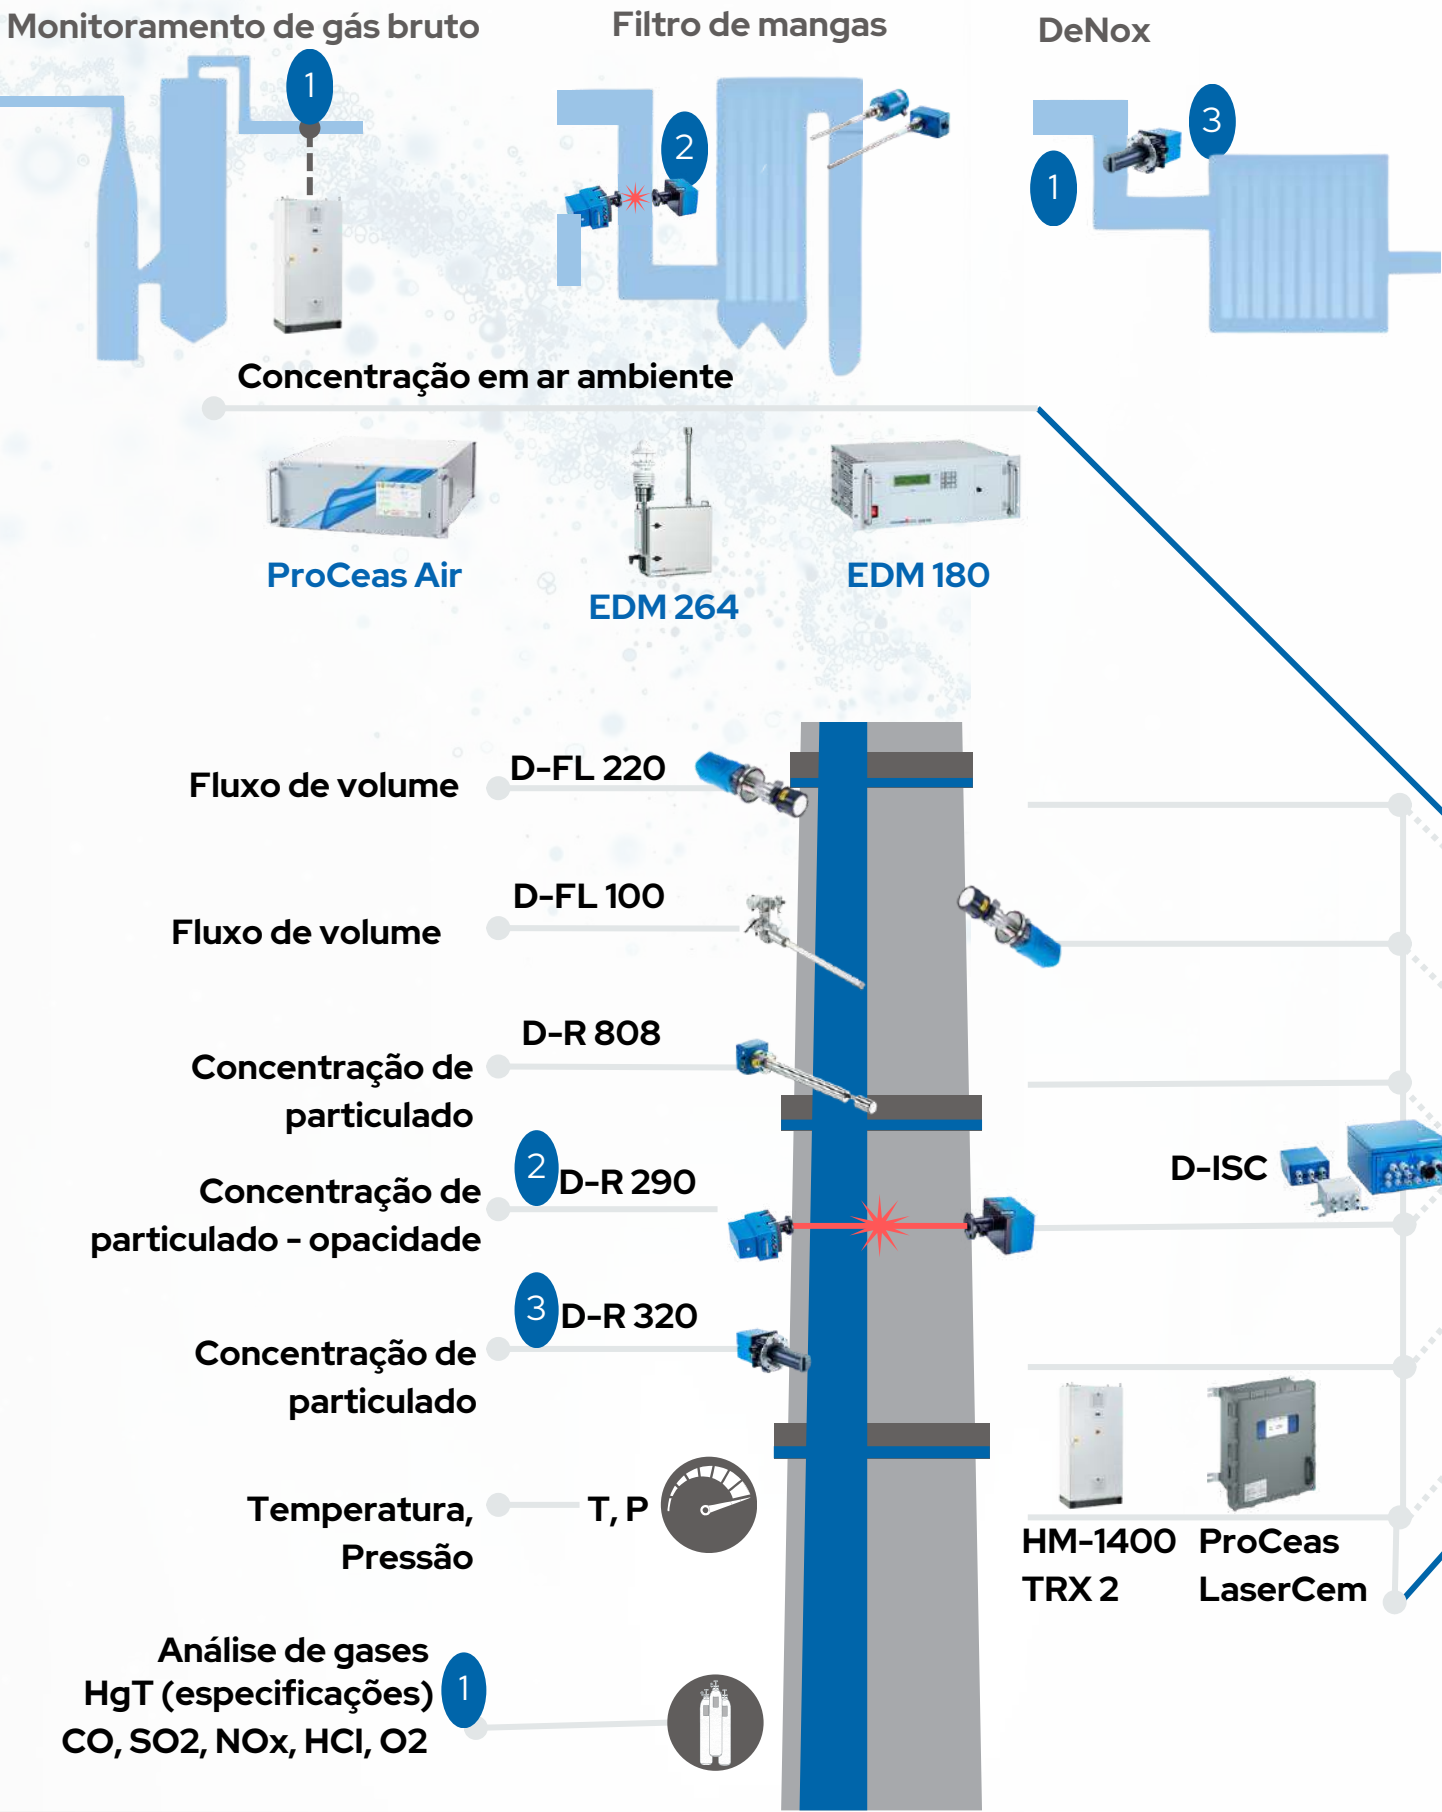 Monitoramento de gás bruto
Filtro de mangas
DeNox
1
2
3
1
Concentração em ar ambiente
ProCeas Air
EDM 264
EDM 180
Fluxo de volume
D-FL 220
Fluxo de volume
D-FL 100
Concentração de
particulado
D-R 808
Concentração de
particulado - opacidade
2
D-R 290
D-ISC
Concentração de
particulado
3
D-R 320
Temperatura,
Pressão
T, P
HM-1400
TRX 2
ProCeas
LaserCem
Análise de gases
HgT (especificações)
CO, SO2, NOx, HCl, O2
1